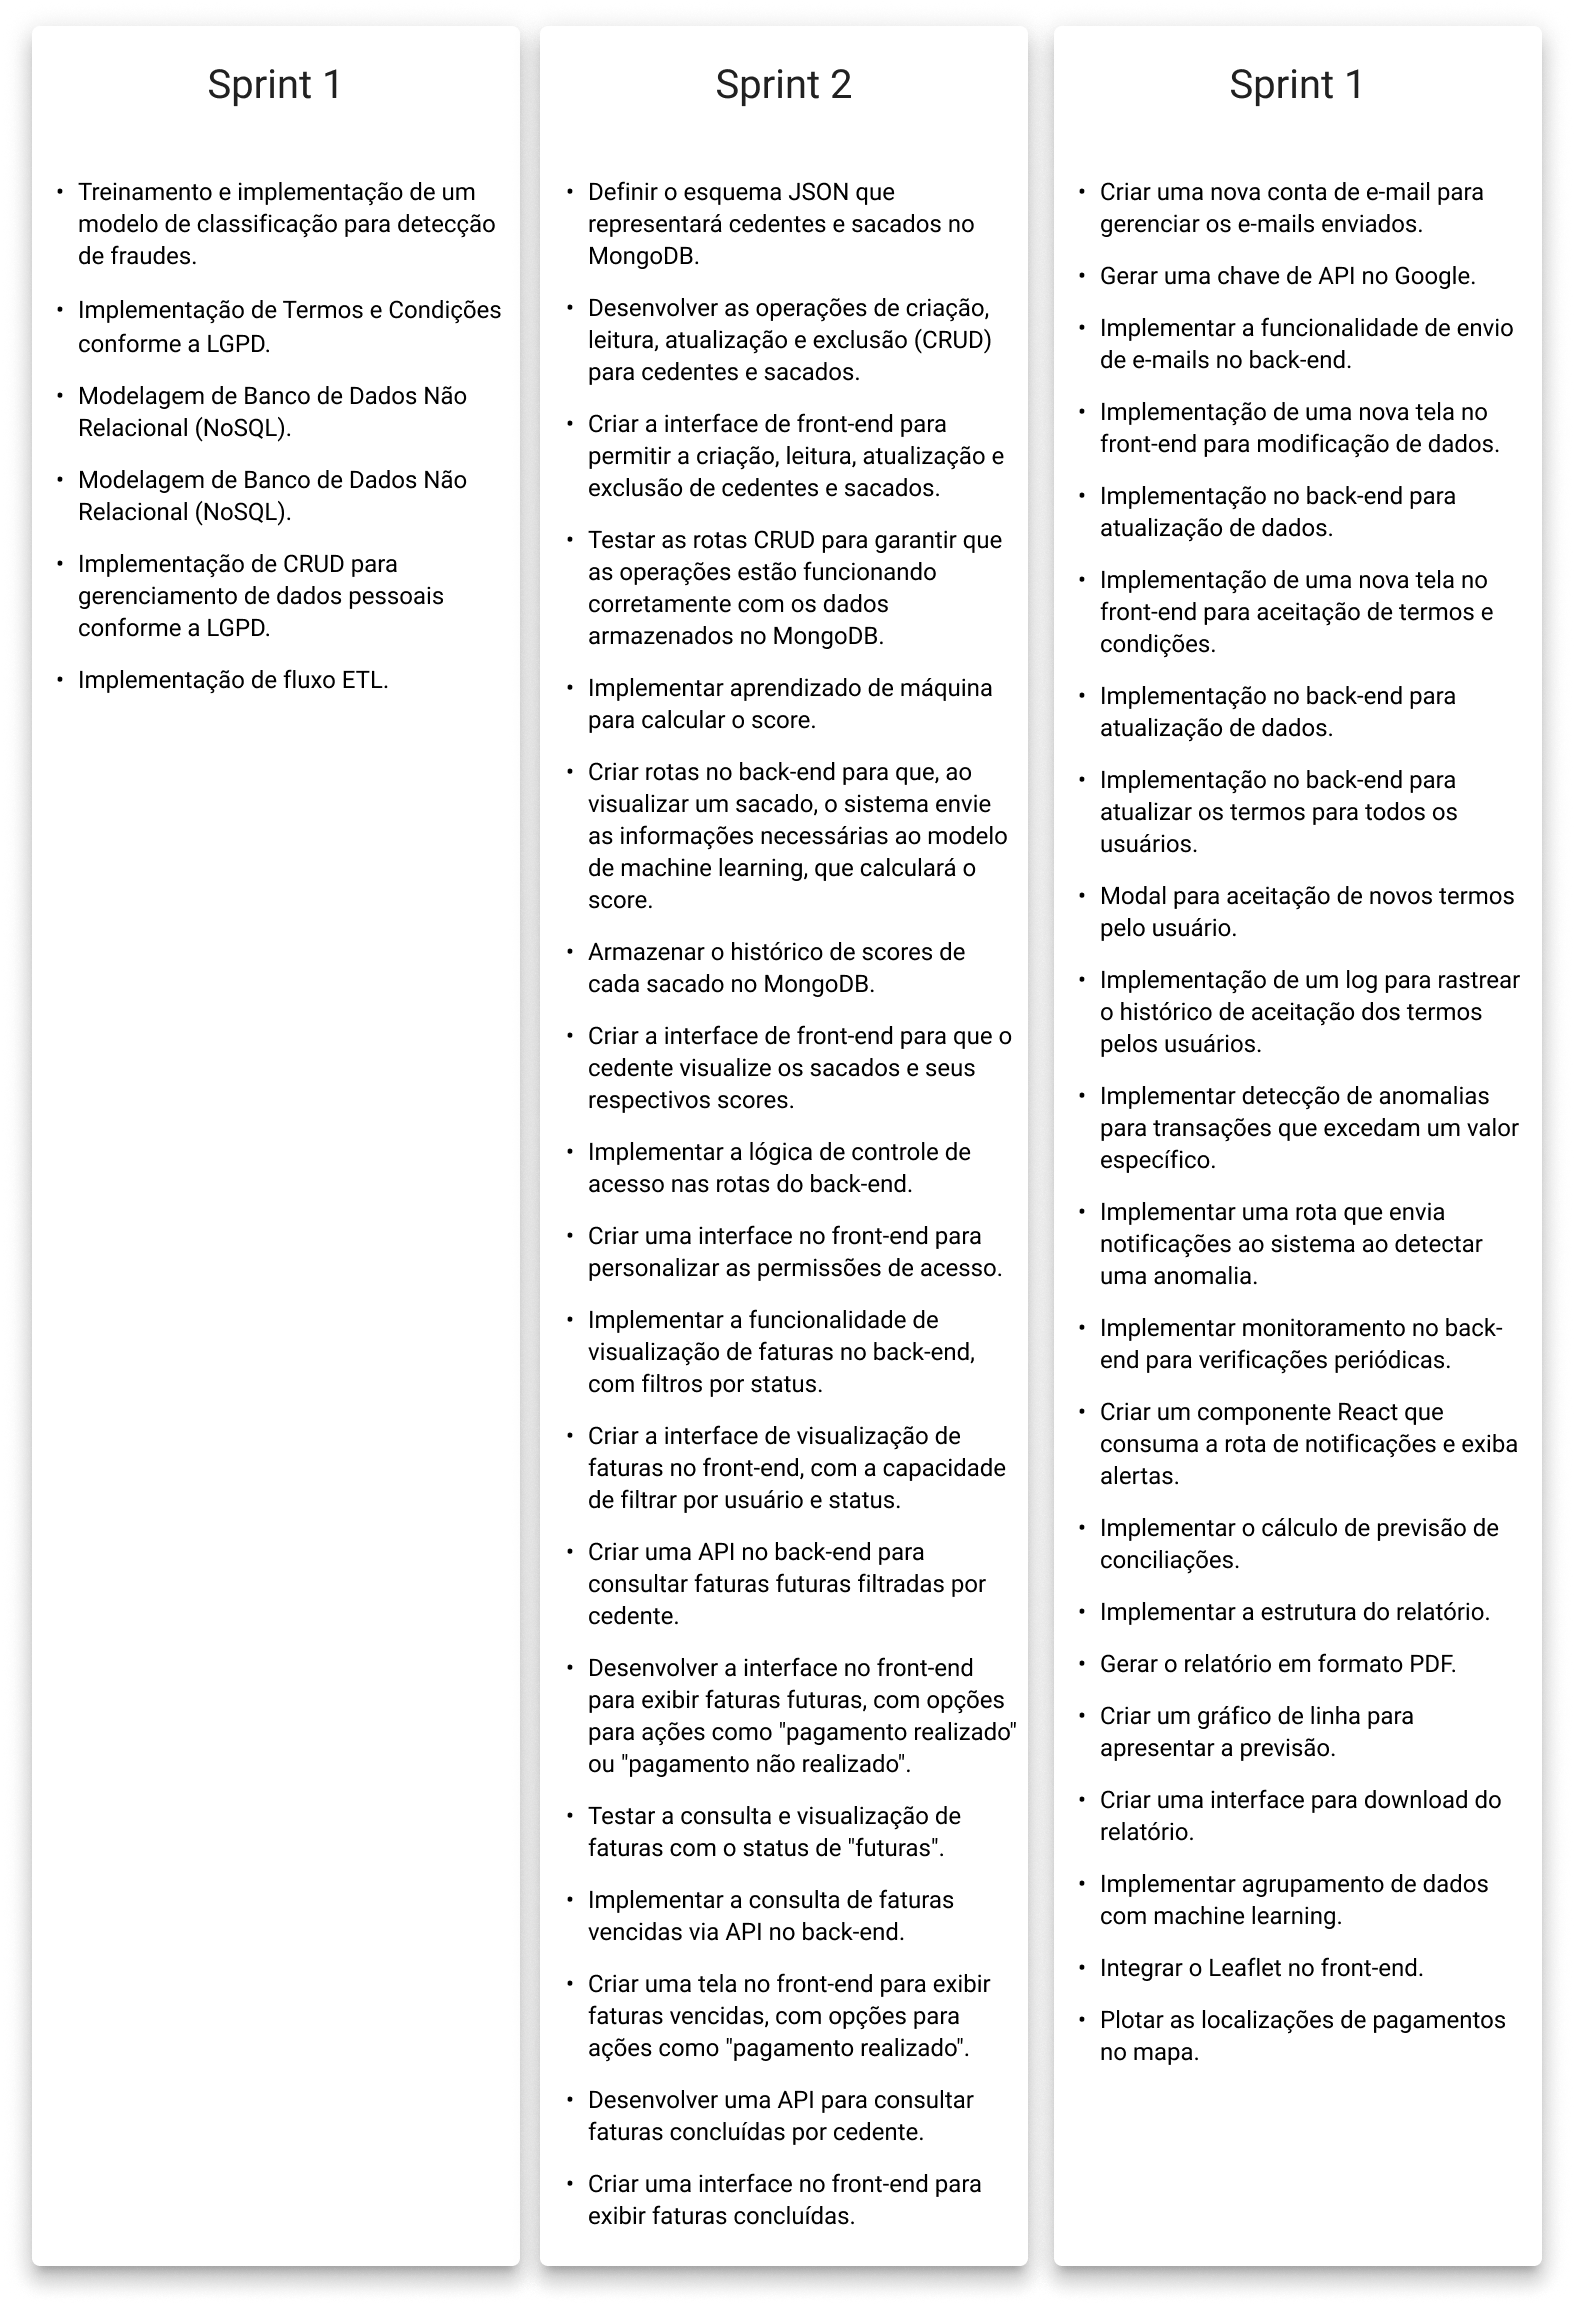 Sprint 1
• Treinamento e implementação de um
modelo de classificação para detecção
de fraudes.
• Implementação de Termos e Condições
conforme a LGPD.
• Modelagem de Banco de Dados Não
Relacional (NoSQL).
• Modelagem de Banco de Dados Não
Relacional (NoSQL).
• Implementação de CRUD para
gerenciamento de dados pessoais
conforme a LGPD.
• Implementação de fluxo ETL.
Sprint 2
• Definir o esquema JSON que
representará cedentes e sacados no
MongoDB.
• Desenvolver as operações de criação,
leitura, atualização e exclusão (CRUD)
para cedentes e sacados.
• Criar a interface de front-end para
permitir a criação, leitura, atualização e
exclusão de cedentes e sacados.
• Testar as rotas CRUD para garantir que
as operações estão funcionando
corretamente com os dados
armazenados no MongoDB.
• Implementar aprendizado de máquina
para calcular o score.
• Criar rotas no back-end para que, ao
visualizar um sacado, o sistema envie
as informações necessárias ao modelo
de machine learning, que calculará o
score.
• Armazenar o histórico de scores de
cada sacado no MongoDB.
• Criar a interface de front-end para que o
cedente visualize os sacados e seus
respectivos scores.
• Implementar a lógica de controle de
acesso nas rotas do back-end.
• Criar uma interface no front-end para
personalizar as permissões de acesso.
• Implementar a funcionalidade de
visualização de faturas no back-end,
com filtros por status.
• Criar a interface de visualização de
faturas no front-end, com a capacidade
de filtrar por usuário e status.
• Criar uma API no back-end para
consultar faturas futuras filtradas por
cedente.
• Desenvolver a interface no front-end
para exibir faturas futuras, com opções
para ações como "pagamento realizado"
ou "pagamento não realizado".
• Testar a consulta e visualização de
faturas com o status de "futuras".
• Implementar a consulta de faturas
vencidas via API no back-end.
• Criar uma tela no front-end para exibir
faturas vencidas, com opções para
ações como "pagamento realizado".
• Desenvolver uma API para consultar
faturas concluídas por cedente.
• Criar uma interface no front-end para
exibir faturas concluídas.
Sprint 1
• Criar uma nova conta de e-mail para
gerenciar os e-mails enviados.
• Gerar uma chave de API no Google.
• Implementar a funcionalidade de envio
de e-mails no back-end.
• Implementação de uma nova tela no
front-end para modificação de dados.
• Implementação no back-end para
atualização de dados.
• Implementação de uma nova tela no
front-end para aceitação de termos e
condições.
• Implementação no back-end para
atualização de dados.
• Implementação no back-end para
atualizar os termos para todos os
usuários.
• Modal para aceitação de novos termos
pelo usuário.
• Implementação de um log para rastrear
o histórico de aceitação dos termos
pelos usuários.
• Implementar detecção de anomalias
para transações que excedam um valor
específico.
• Implementar uma rota que envia
notificações ao sistema ao detectar
uma anomalia.
• Implementar monitoramento no back-
end para verificações periódicas.
• Criar um componente React que
consuma a rota de notificações e exiba
alertas.
• Implementar o cálculo de previsão de
conciliações.
• Implementar a estrutura do relatório.
• Gerar o relatório em formato PDF.
• Criar um gráfico de linha para
apresentar a previsão.
• Criar uma interface para download do
relatório.
• Implementar agrupamento de dados
com machine learning.
• Integrar o Leaflet no front-end.
• Plotar as localizações de pagamentos
no mapa.